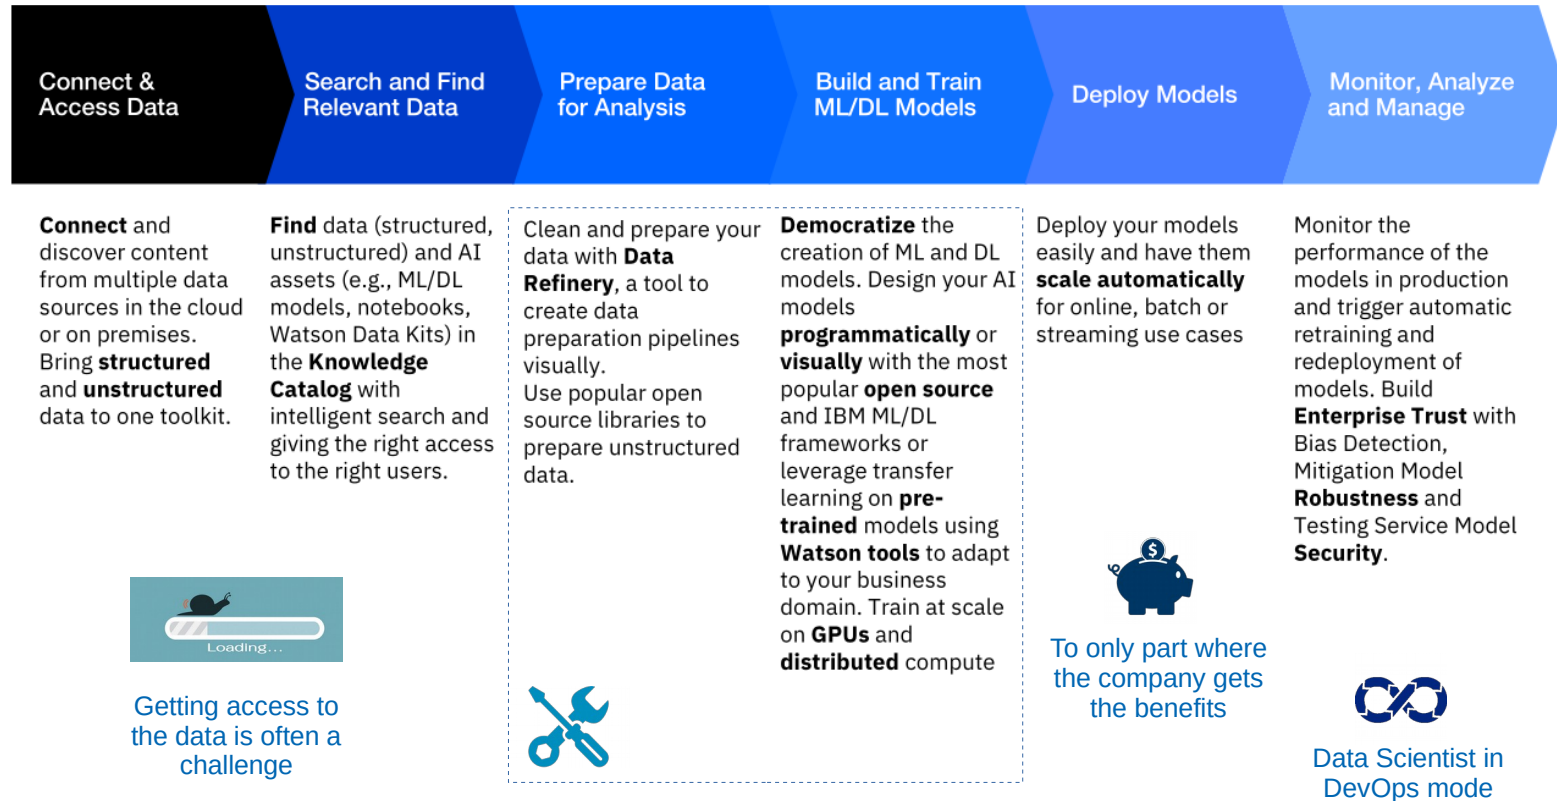 Connect &
Access Data
Search and Find
Relevant Data
Prepare Data
for Analysis
Build and Train
ML/DL Models
Deploy Models
Monitor, Analyze
and Manage
Connect and
discover content
from multiple data
sources in the cloud
or on premises.
Bring structured
and unstructured
data to one toolkit.
Find data (structured,
unstructured) and AI
assets (e.g., ML/DL
models, notebooks,
Watson Data Kits) in
the Knowledge
Catalog with
intelligent search and
giving the right access
to the right users.
Clean and prepare your
data with Data
Refinery, a tool to
create data
preparation pipelines
visually.
Use popular open
source libraries to
prepare unstructured
data.
Democratize the
creation of ML and DL
models. Design your AI
models
programmatically or
visually with the most
popular open source
and IBM ML/DL
frameworks or
leverage transfer
learning on pre-
trained models using
Watson tools to adapt
to your business
domain. Train at scale
on GPUs and
distributed compute
Deploy your models
easily and have them
scale automatically
for online, batch or
streaming use cases
Monitor the
performance of the
models in production
and trigger automatic
retraining and
redeployment of
models. Build
Enterprise Trust with
Bias Detection,
Mitigation Model
Robustness and
Testing Service Model
Security.
Loading...
Getting access to
the data is often a
challenge
$
To only part where
the company gets
the benefits
Data Scientist in
DevOps mode